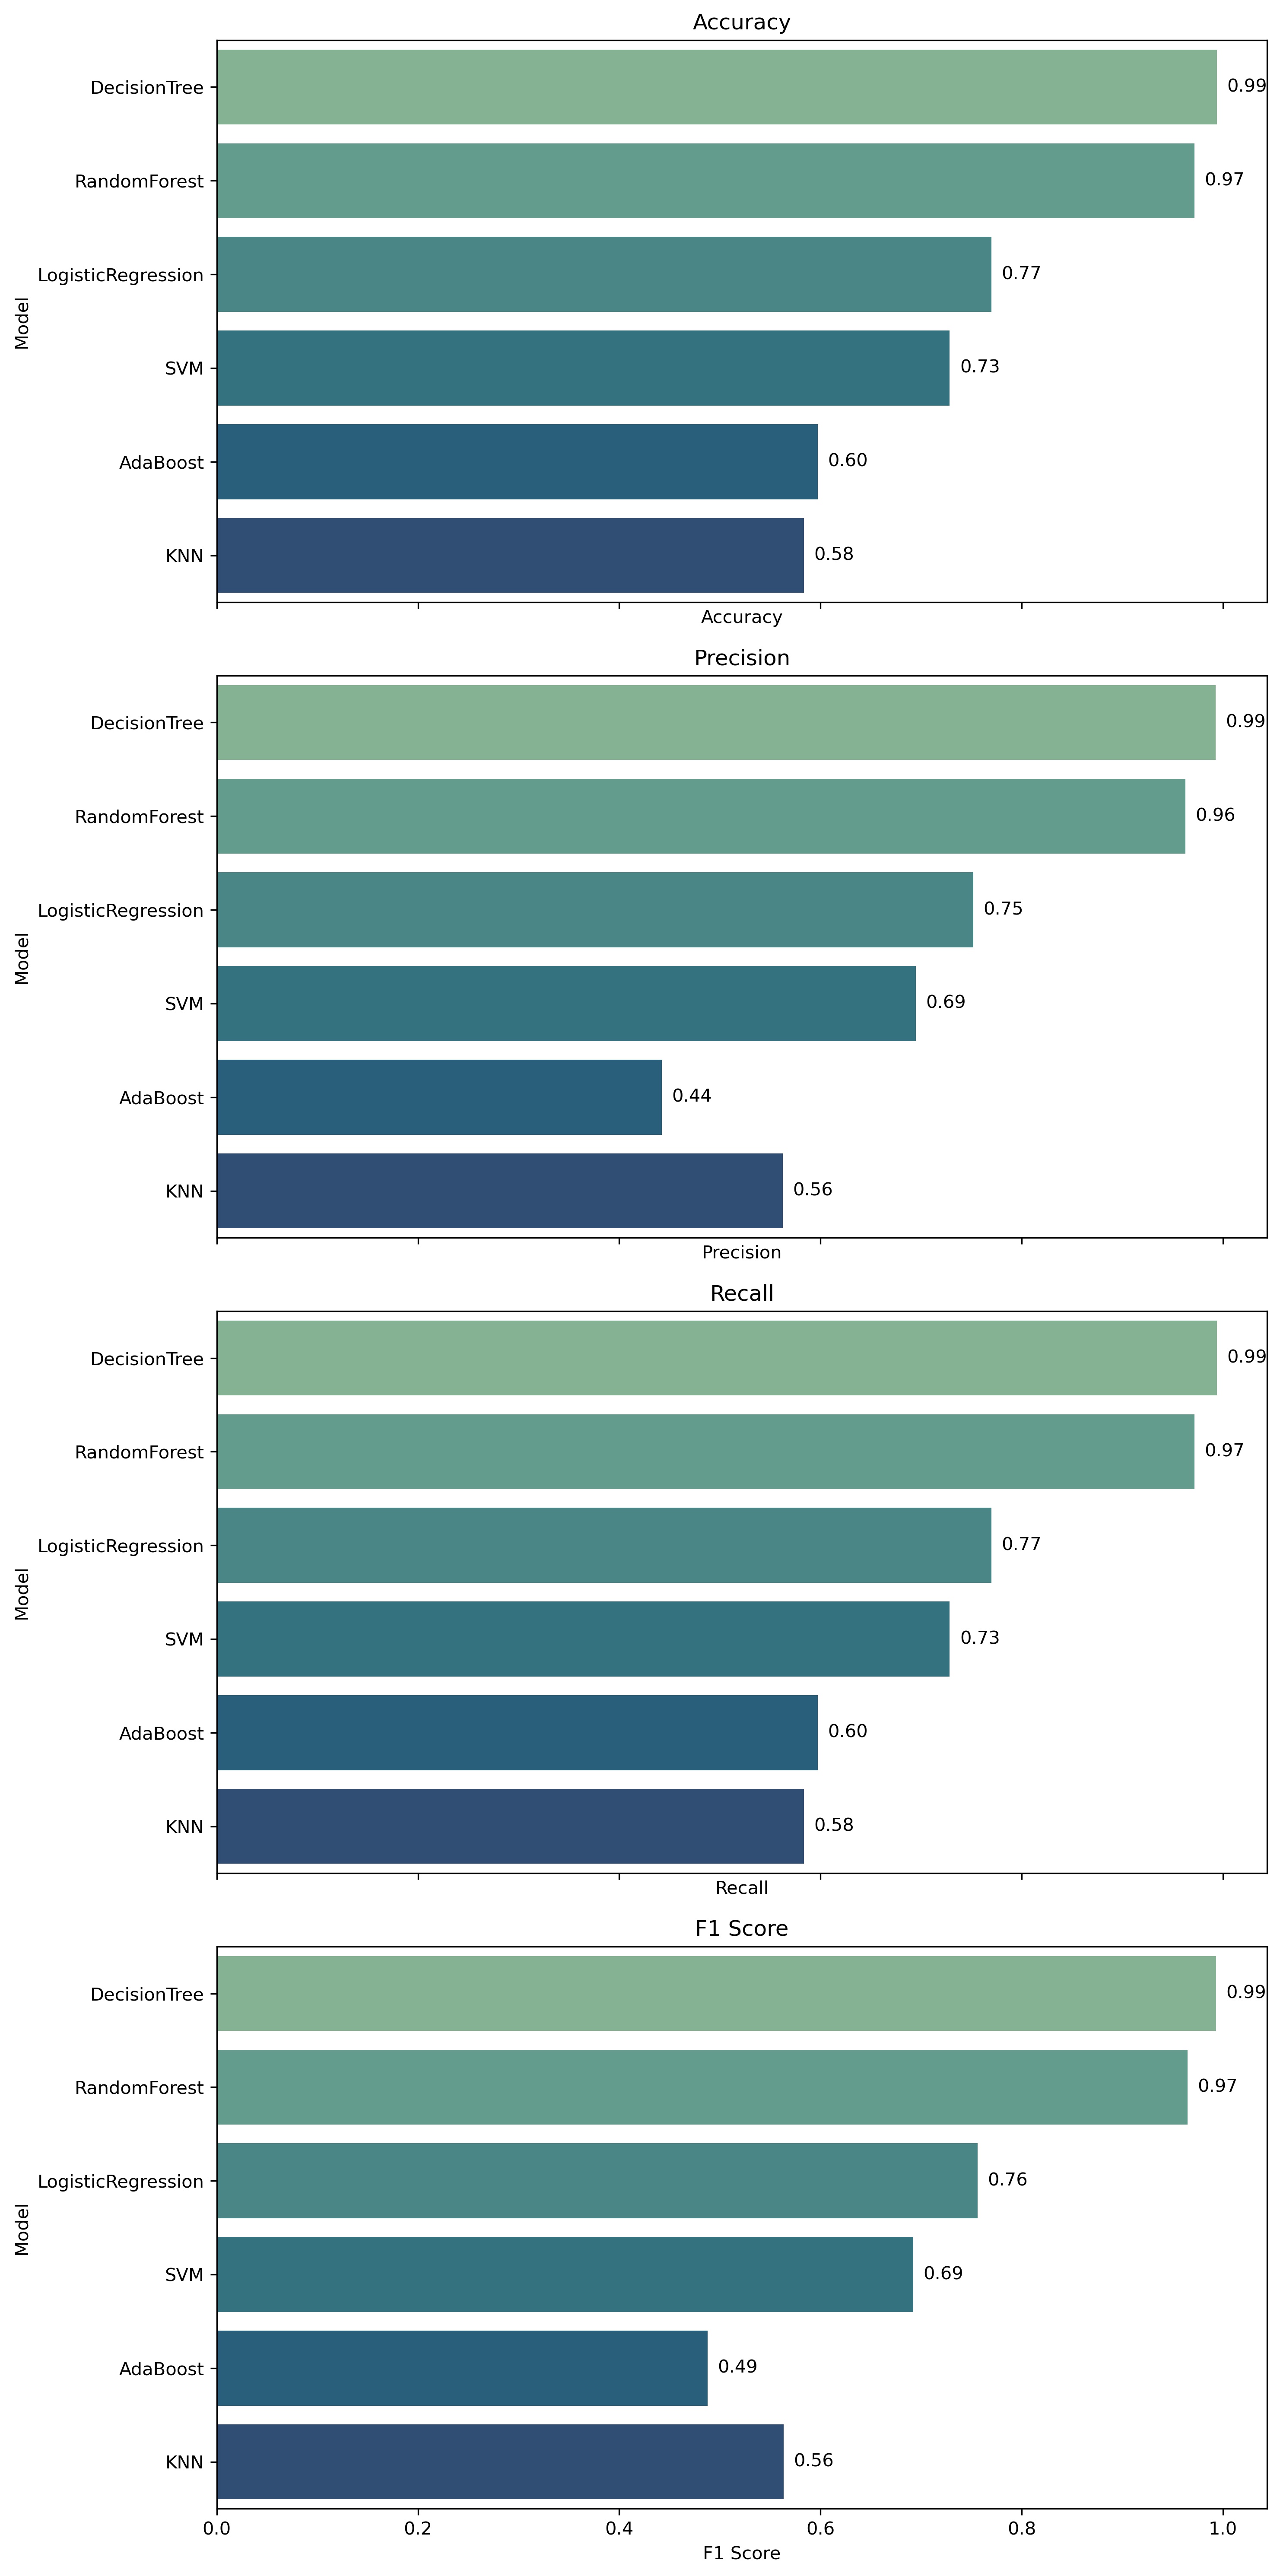 Accuracy
DecisionTree
0.99
RandomForest
0.97
LogisticRegression
0.77
Model
SVM
0.73
AdaBoost
0.60
KNN
0.58
Accuracy
Precision
DecisionTree
0.99
RandomForest
0.96
LogisticRegression
0.75
Model
SVM
0.69
AdaBoost
0.44
KNN
0.56
Precision
Recall
DecisionTree
0.99
RandomForest
0.97
LogisticRegression
0.77
Model
SVM
0.73
AdaBoost
0.60
KNN
0.58
Recall
F1 Score
DecisionTree
0.99
RandomForest
0.97
LogisticRegression
0.76
Model
SVM
0.69
AdaBoost
0.49
KNN
0.56
0.0 0.2 0.4 0.6 0.8 1.0
F1 Score